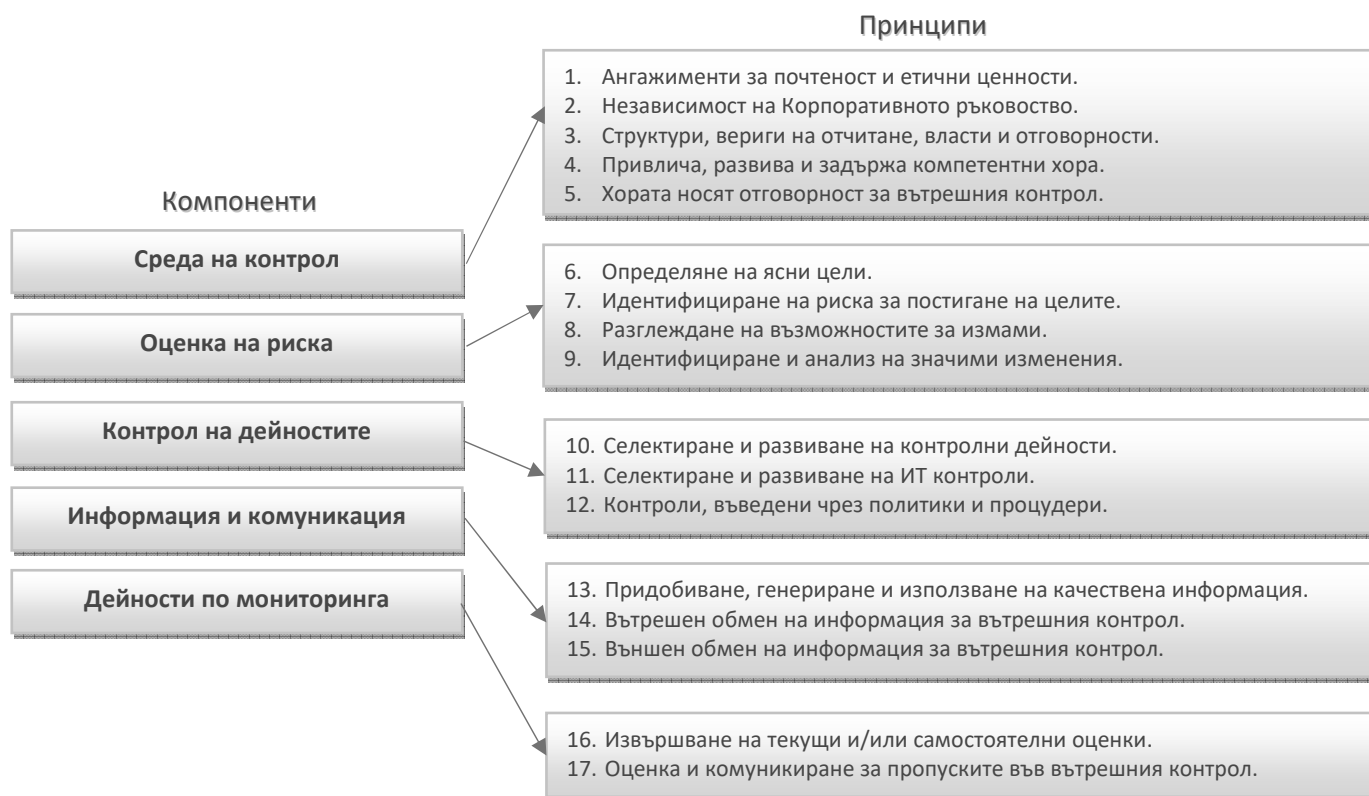 Принципи
1. Ангажименти за почтеност и етични ценности.
2. Независимост на Корпоративното ръковоство.
3. Структури, вериги на отчитане, власти и отговорности.
4. Привлича, развива и задържа компетентни хора.
5. Хората носят отговорност за вътрешния контрол.
Компоненти
Среда на контрол
Оценка на риска
Контрол на дейностите
Информация и комуникация
Дейности по мониторинга
6. Определяне на ясни цели.
7. Идентифициране на риска за постигане на целите.
8. Разглеждане на възможностите за измами.
9. Идентифициране и анализ на значими изменения.
10. Селектиране и развиване на контролни дейности.
11. Селектиране и развиване на ИТ контроли.
12. Контроли, въведени чрез политики и процудери.
13. Придобиване, генериране и използване на качествена информация.
14. Вътрешен обмен на информация за вътрешния контрол.
15. Външен обмен на информация за вътрешния контрол.
16. Извършване на текущи и/или самостоятелни оценки.
17. Оценка и комуникиране за пропуските във вътрешния контрол.